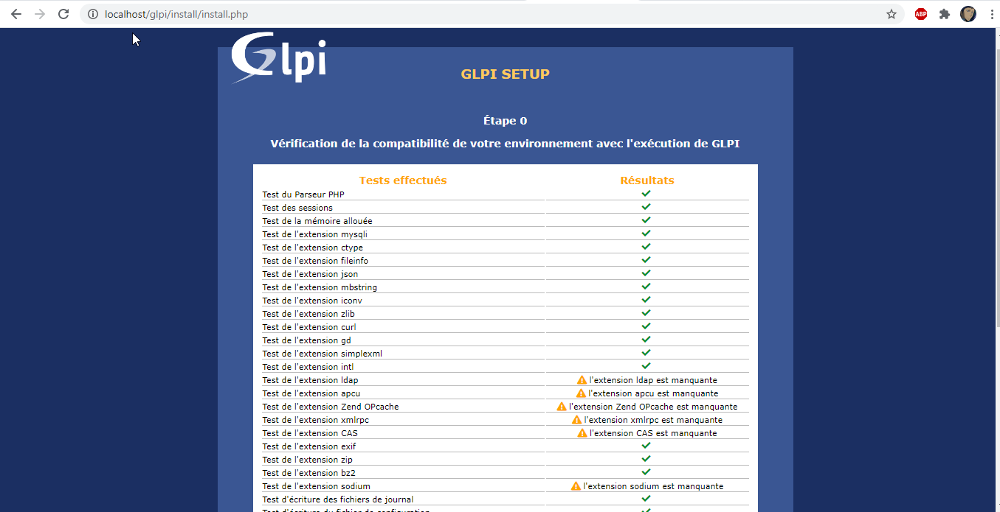 localhost/glpi/install/install.php
ABP
Glpi
GLPI SETUP
Étape 0
Vérification de la compatibilité de votre environnement avec l'exécution de GLPI
Tests effectués Résultats
Test du Parseur PHP
Test des sessions
Test de la mémoire allouée
Test de l'extension mysqli
Test de l'extension ctype
Test de l'extension fileinfo
Test de l'extension json
Test de l'extension mbstring
Test de l'extension iconv
Test de l'extension zlib
Test de l'extension curl
Test de l'extension gd
Test de l'extension simplexml
Test de l'extension intl
Test de l'extension ldap l'extension ldap est manquante
Test de l'extension apcu l'extension apcu est manquante
Test de l'extension Zend OPcache l'extension Zend OPcache est manquante
Test de l'extension xmlrpc l'extension xmlrpc est manquante
Test de l'extension CAS l'extension CAS est manquante
Test de l'extension exif
Test de l'extension zip
Test de l'extension bz2
Test de l'extension sodium l'extension sodium est manquante
Test d'écriture des fichiers de journal
Test d'écriture du fichier de configuration